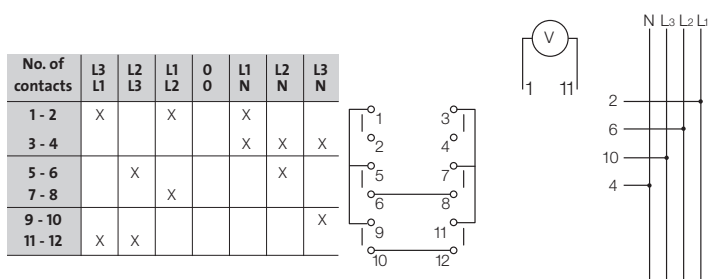 No. of contacts L3 L1 L2 L3 L1 L2 0 0 L1 N L2 N L3 N
1 - 2 X X X
3 - 4 X X X
5 - 6 X X
7 - 8 X
9 - 10 X
11 - 12 X X
1 3
2 4
5 7
6 8
9 11
10 12
V
1 11
N L3 L2 L1
2
6
10
4